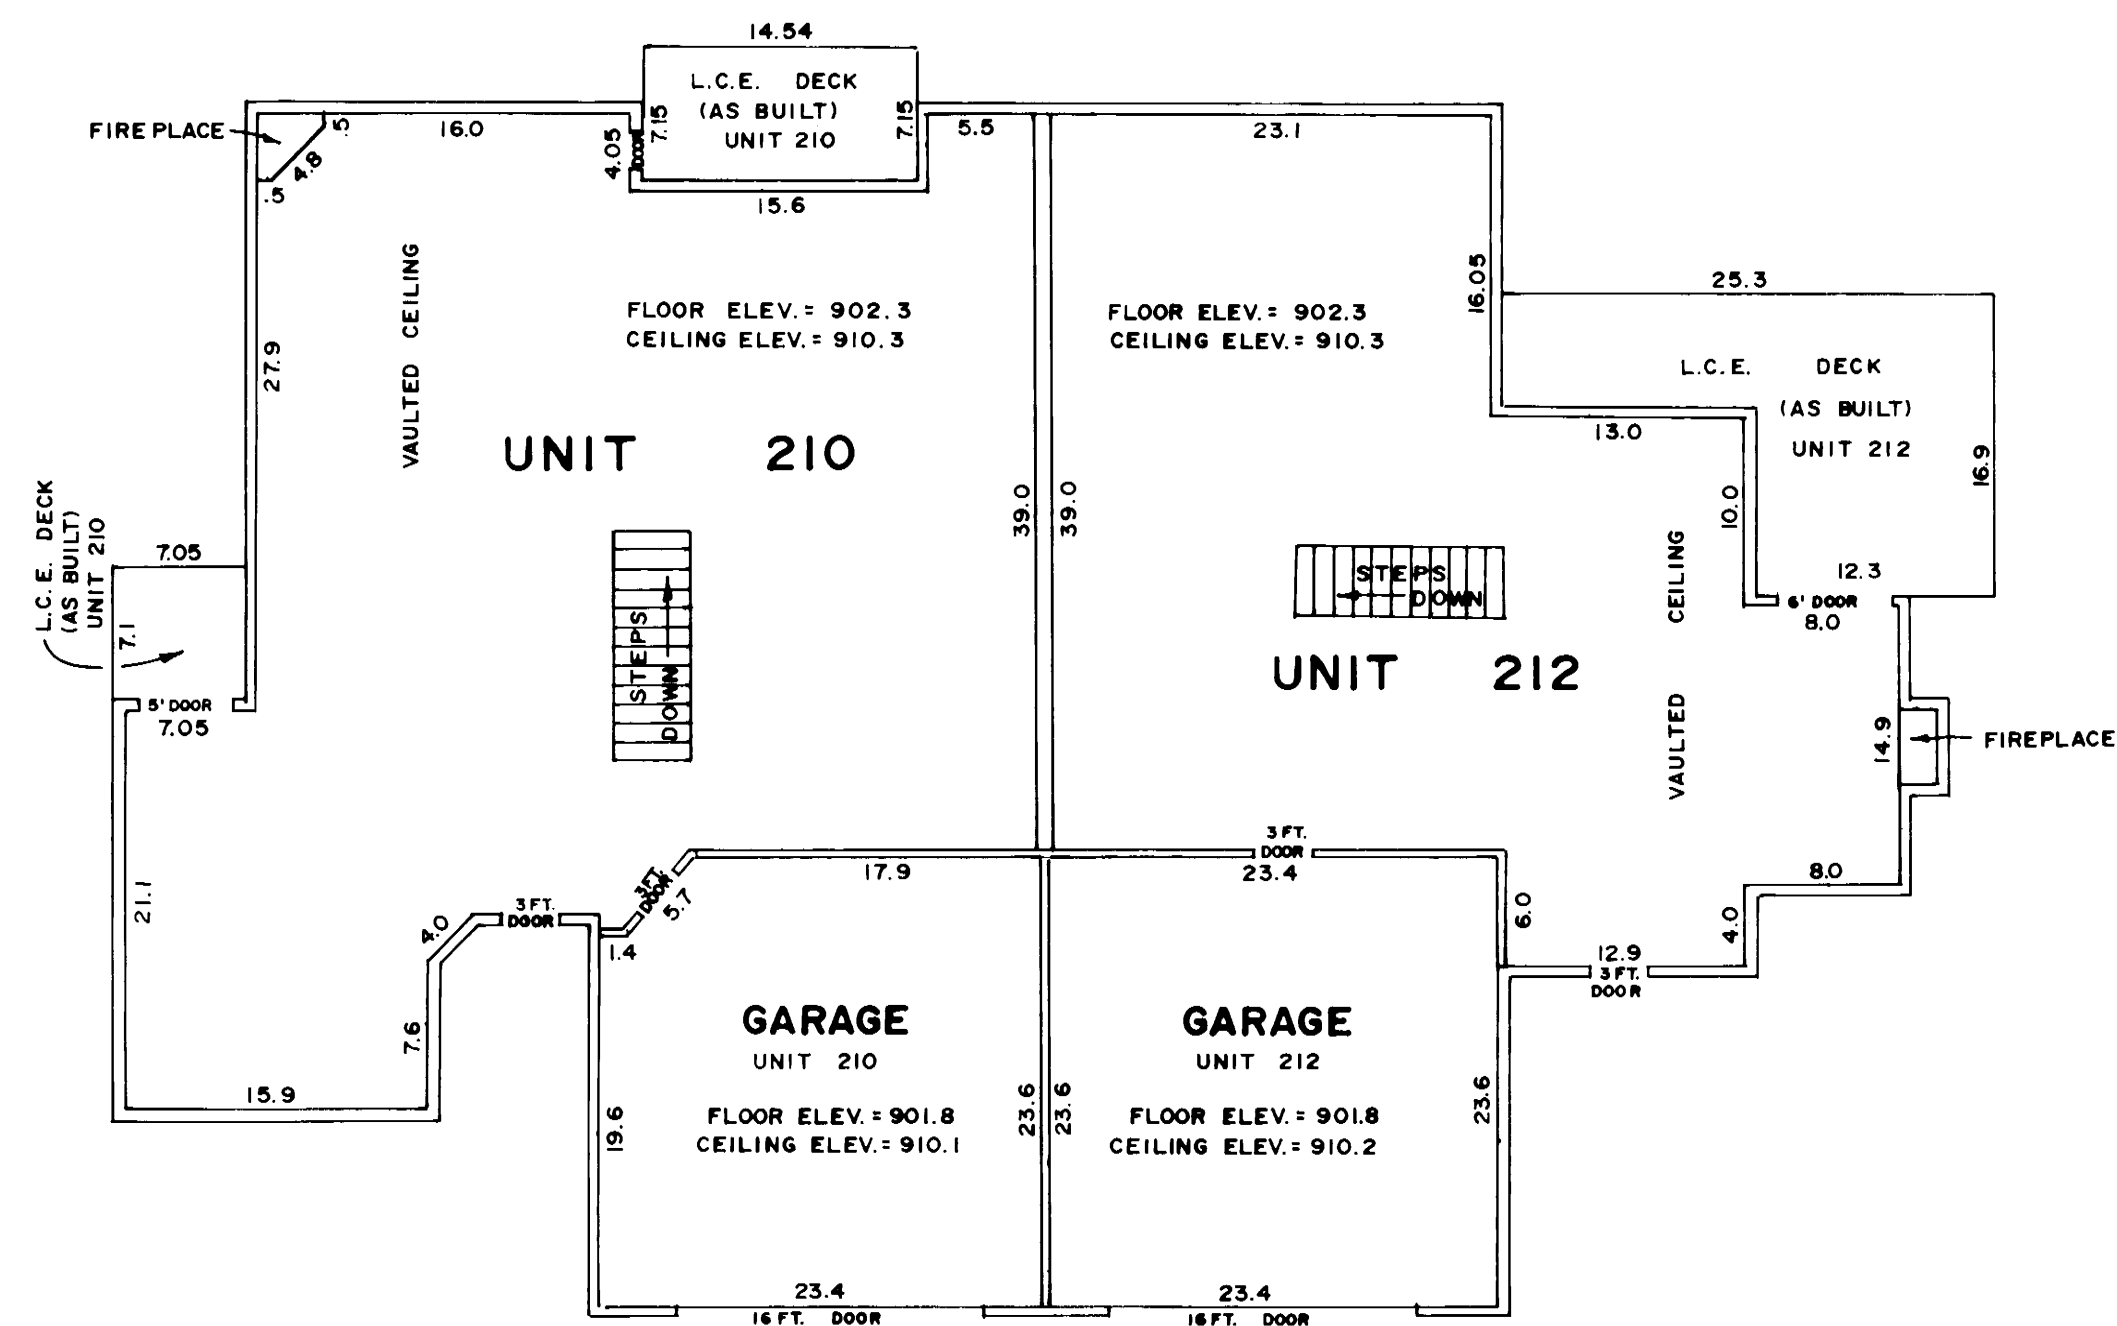 14.54
L.C.E. DECK
(AS BUILT)
UNIT 210
7.15
7.15
FIREPLACE
.5
4.8
.5
16.0
4.05
DOOR
15.6
5.5
23.1
27.9
VAULTED CEILING
FLOOR ELEV.= 902.3
CEILING ELEV.= 910.3
UNIT 210
39.0
39.0
FLOOR ELEV.= 902.3
CEILING ELEV.= 910.3
16.05
25.3
L.C.E. DECK
(AS BUILT)
UNIT 212
16.9
13.0
10.0
12.3
6' DOOR
8.0
L.C.E. DECK
(AS BUILT)
UNIT 210
7.05
7.1
5' DOOR
7.05
STEPS
DOWN
STEPS
DOWN
UNIT 212
VAULTED CEILING
14.9
FIREPLACE
21.1
15.9
7.6
4.0
3 FT.
DOOR
3 FT.
DOOR
5.7
1.4
17.9
3 FT.
DOOR
23.4
6.0
12.9
3 FT.
DOOR
4.0
8.0
GARAGE
UNIT 210
FLOOR ELEV. = 901.8
CEILING ELEV.= 910.1
19.6
23.6
23.6
GARAGE
UNIT 212
FLOOR ELEV. = 901.8
CEILING ELEV.= 910.2
23.6
23.4
16 FT. DOOR
23.4
16 FT. DOOR